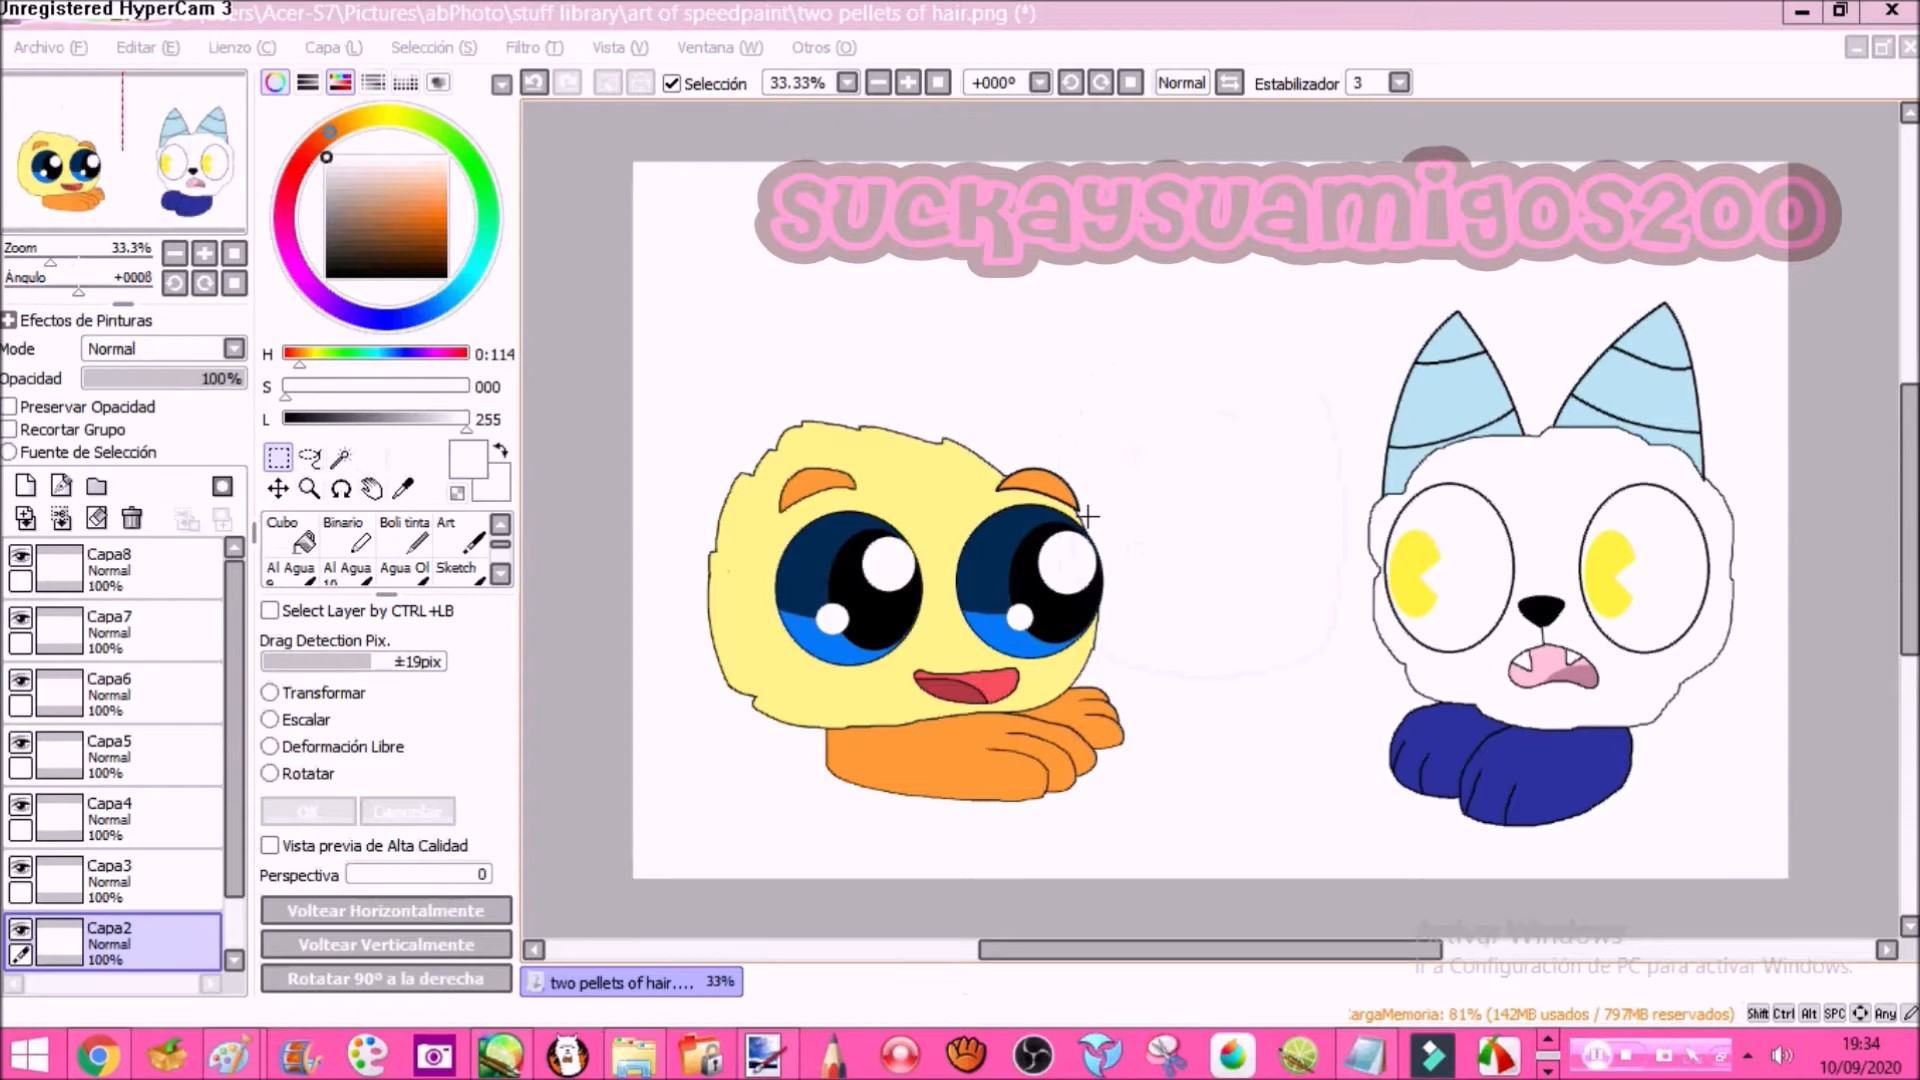 Unregistered HyperCam 3
ers\Acer-S7\Pictures\abPhoto\stuff library\art of speedpaint\two pellets of hair.png (*)
Archivo (F) Editar (E) Lienzo (C) Capa (L) Selección (S) Filtro (T) Vista (V) Ventana (W) Otros (O)
Selección 33.33% +000º Normal Estabilizador 3
suckaysuamigos200
Zoom 33.3%
Ángulo +000ß
Efectos de Pinturas
Mode Normal
Opacidad 100%
Preservar Opacidad
Recortar Grupo
Fuente de Selección
H 0:114
S 000
L 255
Cubo Binario Boli tinta Art
Al Agua Al Agua Agua Ol Sketch
Select Layer by CTRL+LB
Drag Detection Pix.
±19pix
Transformar
Escalar
Deformación Libre
Rotatar
OK Cancelar
Vista previa de Alta Calidad
Perspectiva 0
Voltear Horizontalmente
Voltear Verticalmente
Rotatar 90º a la derecha
Capa8
Normal
100%
Capa7
Normal
100%
Capa6
Normal
100%
Capa5
Normal
100%
Capa4
Normal
100%
Capa3
Normal
100%
Capa2
Normal
100%
two pellets of hair.... 33%
Activar Windows
Ir a Configuración de PC para activar Windows.
argaMemoria: 81% (142MB usados / 797MB reservados) Shift Ctrl Alt SPC Any
19:34
10/09/2020